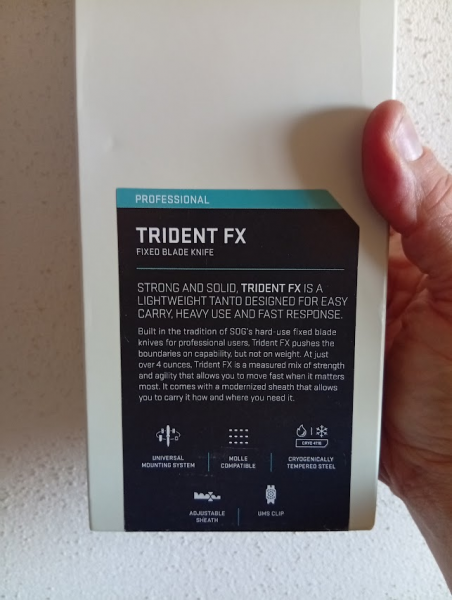 PROFESSIONAL
TRIDENT FX
FIXED BLADE KNIFE
STRONG AND SOLID, TRIDENT FX IS A
LIGHTWEIGHT TANTO DESIGNED FOR EASY
CARRY, HEAVY USE AND FAST RESPONSE.
Built in the tradition of SOG's hard-use fixed blade
knives for professional users, Trident FX pushes the
boundaries on capability, but not on weight. At just
over 4 ounces, Trident FX is a measured mix of strength
and agility that allows you to move fast when it matters
most. It comes with a modernized sheath that allows
you to carry it how and where you need it.
CRYO 4116
UNIVERSAL
MOUNTING SYSTEM
MOLLE
COMPATIBLE
CRYOGENICALLY
TEMPERED STEEL
ADJUSTABLE
SHEATH
UMS CLIP